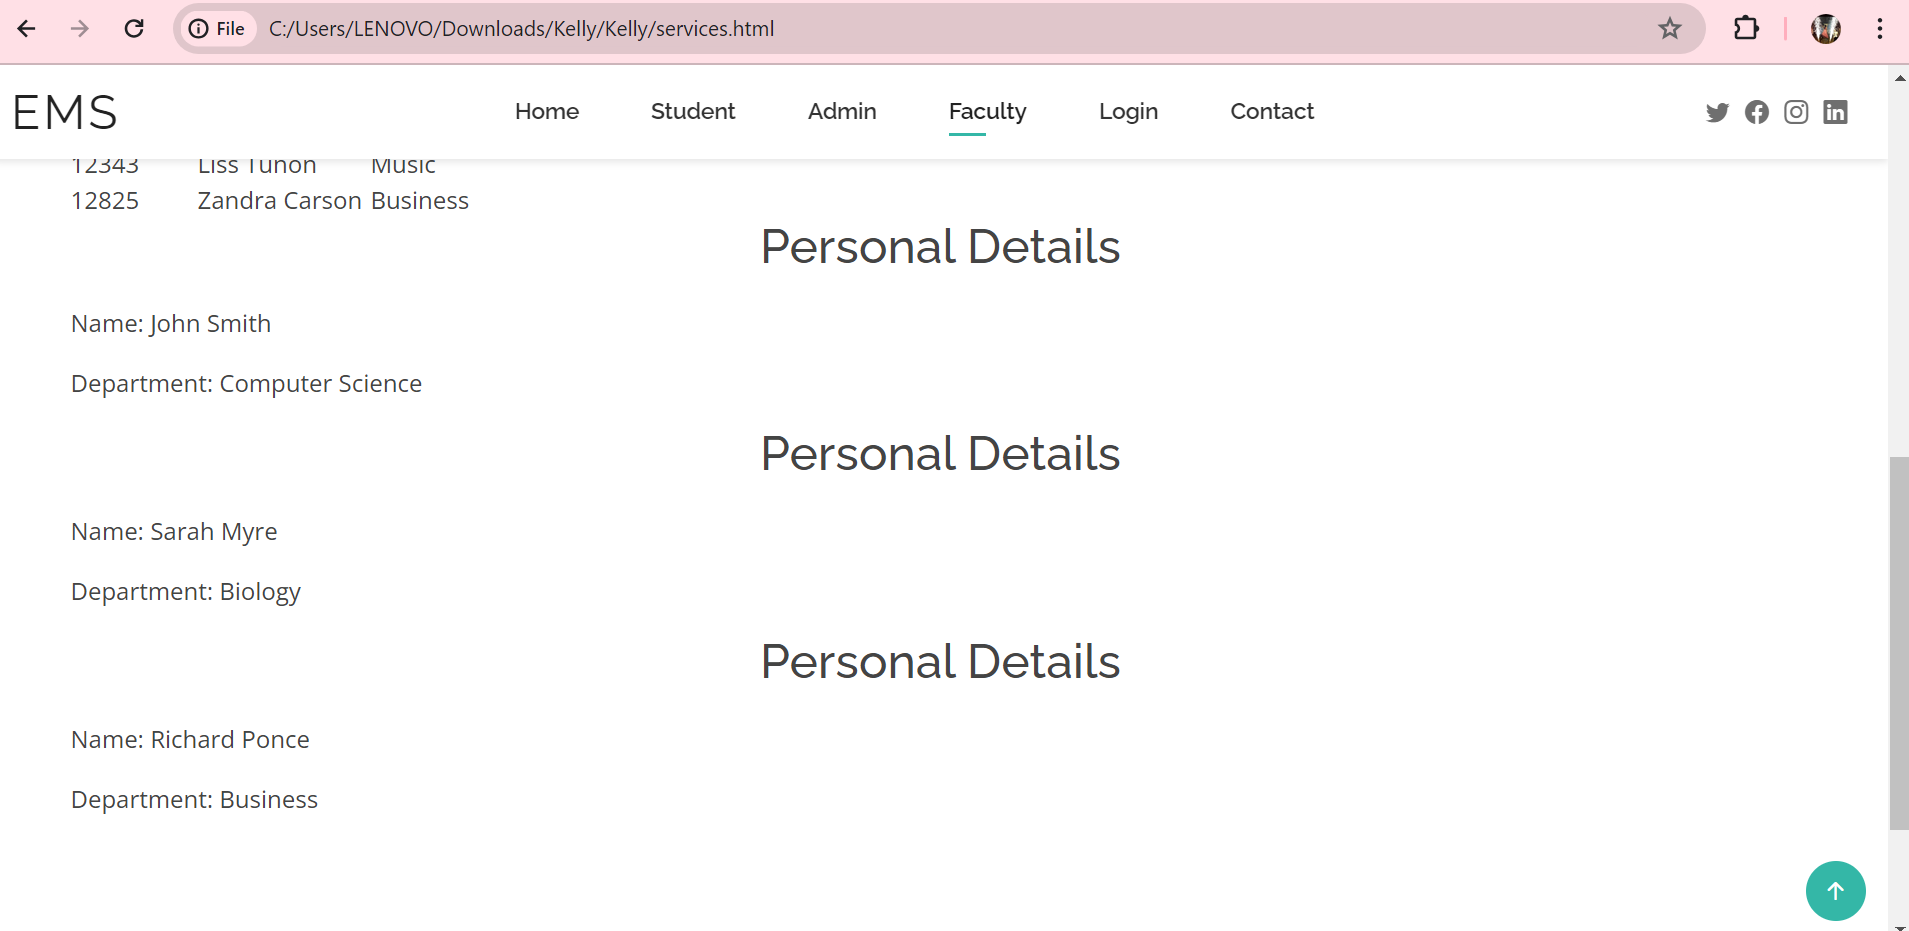 File C:/Users/LENOVO/Downloads/Kelly/Kelly/services.html
EMS Home Student Admin Faculty Login Contact
12343 Liss Tunon Music
12825 Zandra Carson Business
Personal Details
Name: John Smith
Department: Computer Science
Personal Details
Name: Sarah Myre
Department: Biology
Personal Details
Name: Richard Ponce
Department: Business